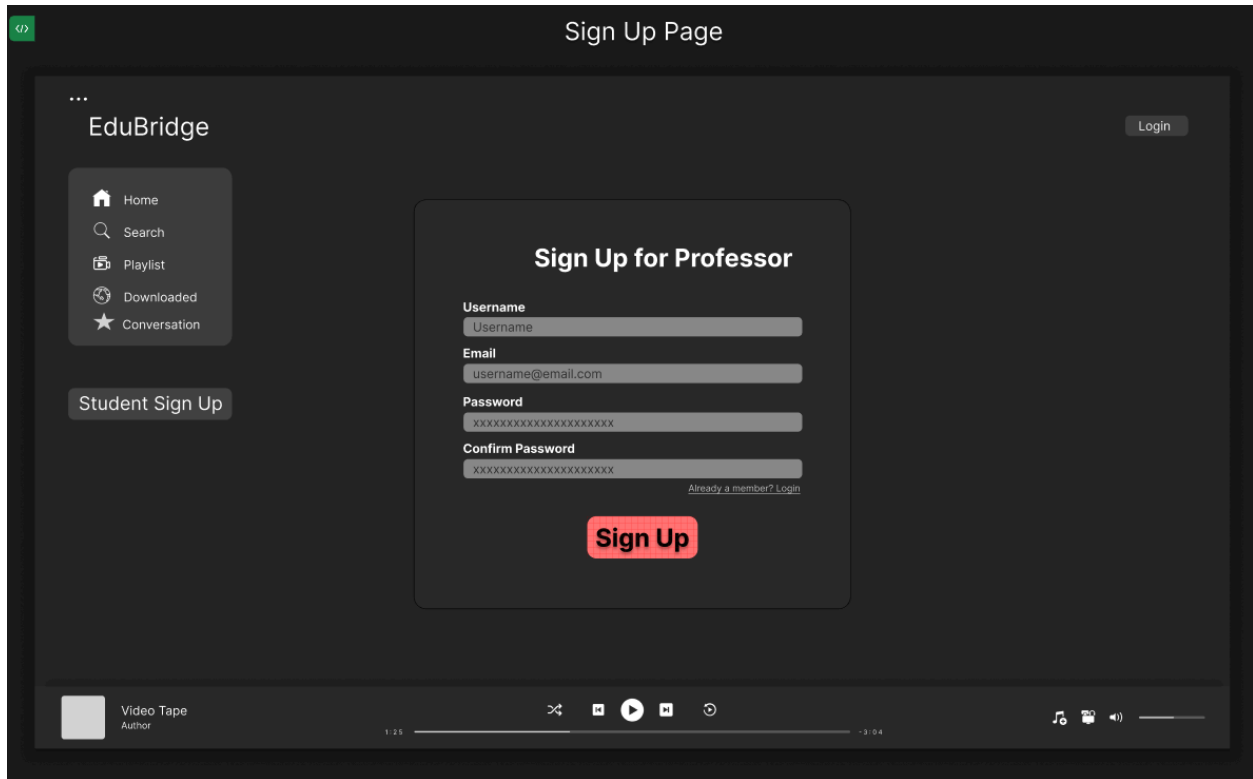 </>
Sign Up Page
...
EduBridge
Login
Home
Search
Playlist
Downloaded
Conversation
Student Sign Up
Sign Up for Professor
Username
Username
Email
username@email.com
Password
xxxxxxxxxxxxxxxxxxxxx
Confirm Password
xxxxxxxxxxxxxxxxxxxxx
Already a member? Login
Sign Up
Video Tape
Author
1:25
-3:04